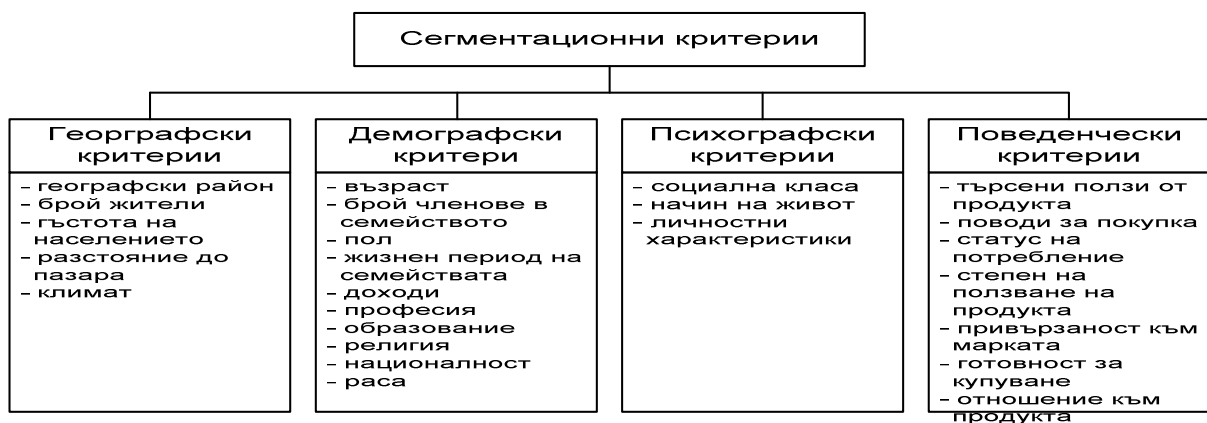 Сегментационни критерии
Георграфски
критерии
– географски район
– брой жители
– гъстота на
населението
– разстояние до
пазара
– климат
Демографски
критери
– възраст
– брой членове в
семейството
– пол
– жизнен период на
семействата
– доходи
– професия
– образование
– религия
– националност
– раса
Психографски
критерии
– социална класа
– начин на живот
– личностни
характеристики
Поведенчески
критерии
– търсени ползи от
продукта
– поводи за покупка
– статус на
потребление
– степен на
ползване на
продукта
– привързаност към
марката
– готовност за
купуване
– отношение към
продукта